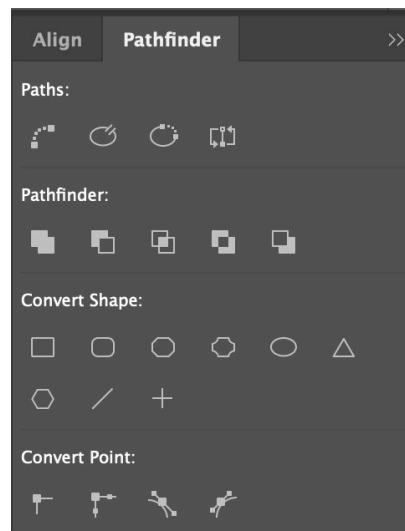 Align Pathfinder
Paths:
Pathfinder:
Convert Shape:
Convert Point: